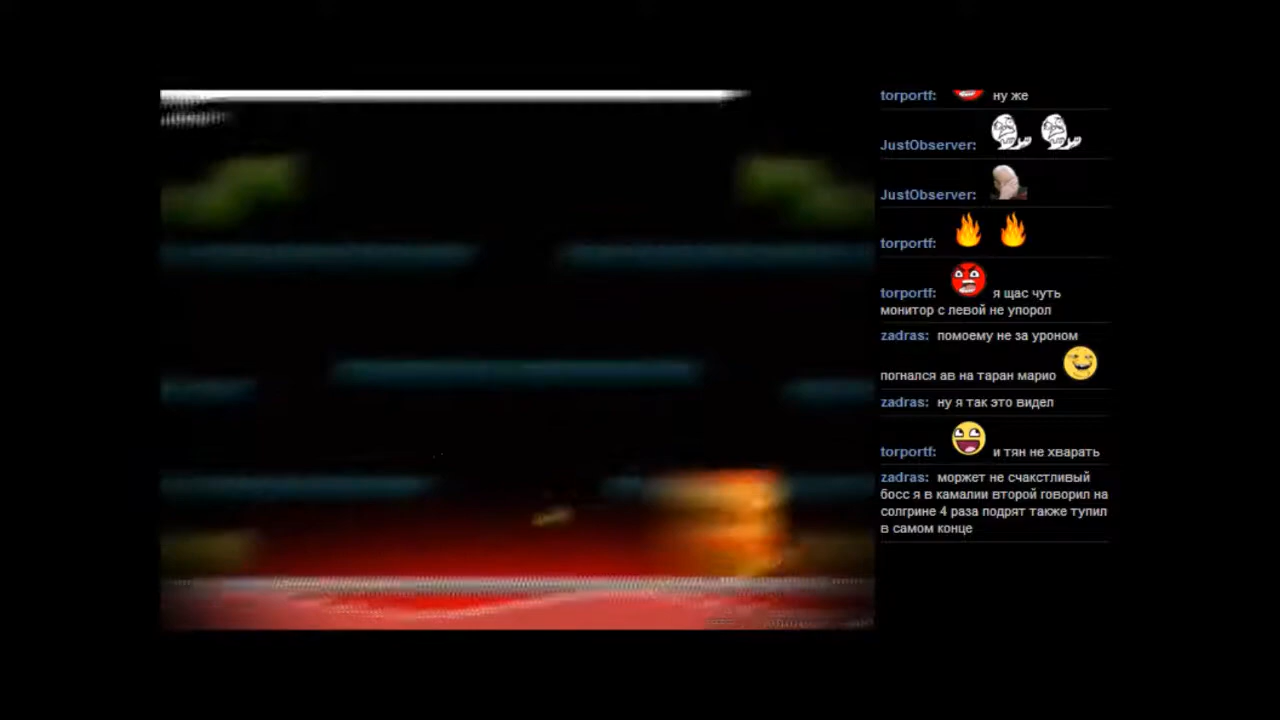 torportf: ну же
JustObserver:
JustObserver:
torportf:
torportf: я щас чуть
монитор с левой не упорол
zadras: помоему не за уроном
погнался ав на таран марио
zadras: ну я так это видел
torportf: и тян не хварать
zadras: моржет не счакстливый
босс я в камалии второй говорил на
солгрине 4 раза подрят также тупил
в самом конце